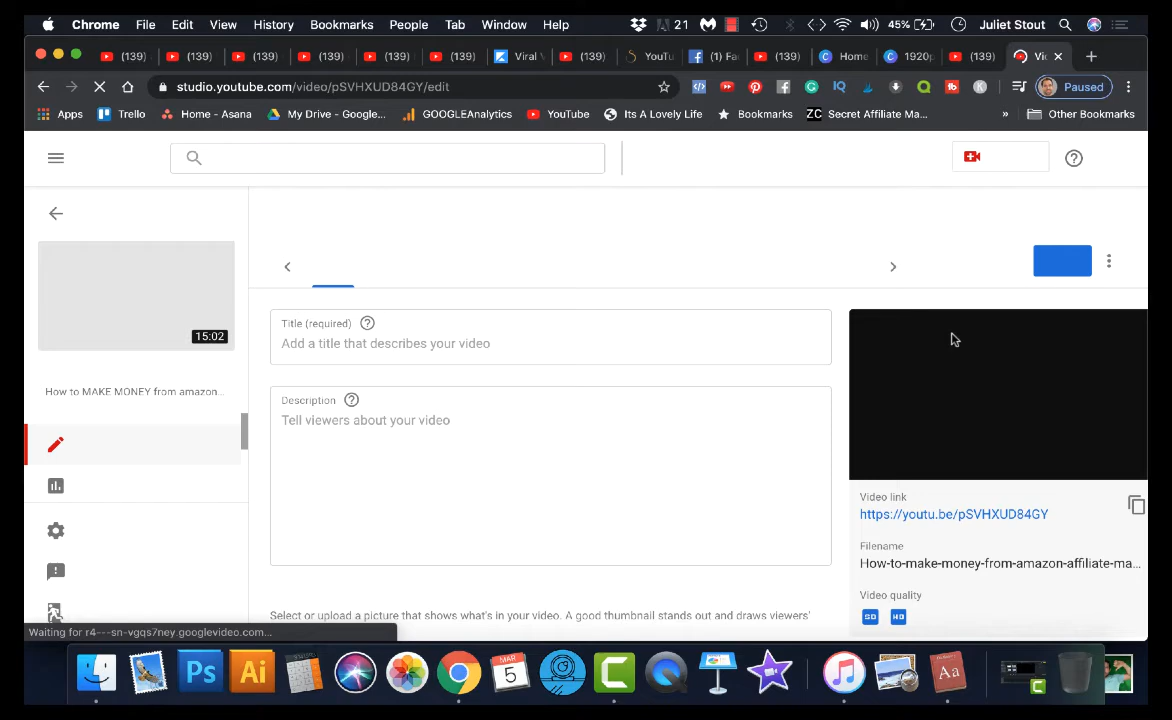 Chrome File Edit View History Bookmarks People Tab Window Help 21 45% Juliet Stout
(139) (139) (139) (139) (139) (139) Viral V (139) YouTu (1) Fa (139) Home 1920p (139) Vic
studio.youtube.com/video/pSVHXUD84GY/edit IQ Paused
Apps Trello Home - Asana My Drive - Google... GOOGLEAnalytics YouTube Its A Lovely Life Bookmarks ZC Secret Affiliate Ma... » Other Bookmarks
15:02
How to MAKE MONEY from amazon...
Title (required)
Add a title that describes your video
Description
Tell viewers about your video
Video link
https://youtu.be/pSVHXUD84GY
Filename
How-to-make-money-from-amazon-affiliate-ma...
Video quality
SD HD
Select or upload a picture that shows what's in your video. A good thumbnail stands out and draws viewers'
Waiting for r4---sn-vgqs7ney.googlevideo.com...
Ps Ai MAR 5 Aa